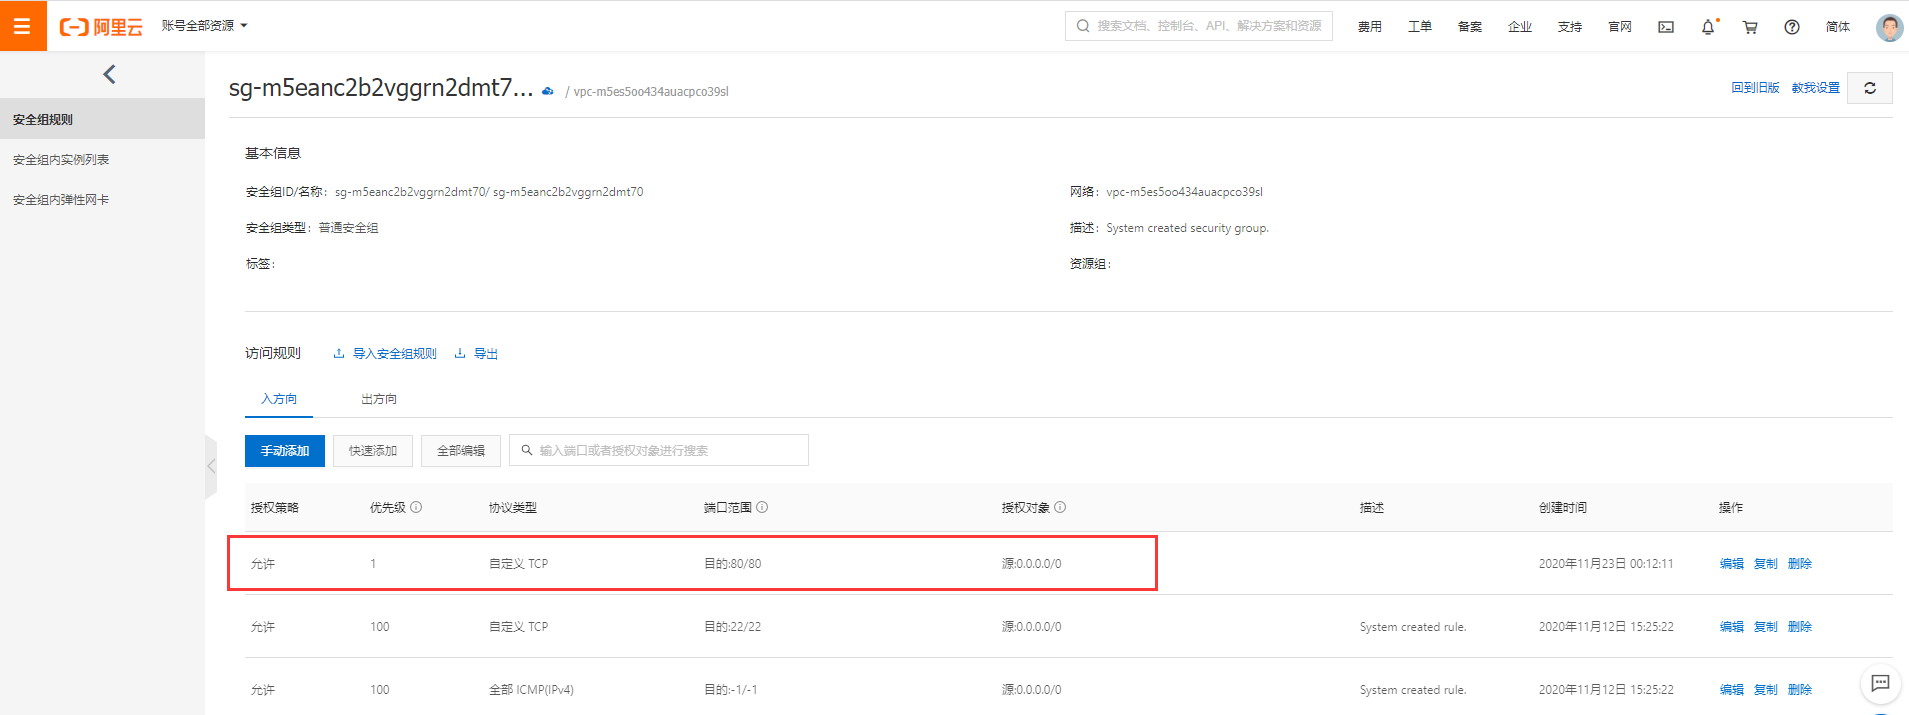 阿里云 账号全部资源 搜索文档、控制台、API、解决方案和资源 费用 工单 备案 企业 支持 官网 简体
sg-m5eanc2b2vggrn2dmt7... / vpc-m5es5oo434auacpco39sl 回到旧版 教我设置
安全组规则
安全组内实例列表
安全组内弹性网卡
基本信息
安全组ID/名称: sg-m5eanc2b2vggrn2dmt70/ sg-m5eanc2b2vggrn2dmt70 网络: vpc-m5es5oo434auacpco39sl
安全组类型: 普通安全组 描述: System created security group.
标签: 资源组:
访问规则 导入安全组规则 导出
入方向 出方向
手动添加 快速添加 全部编辑 输入端口或者授权对象进行搜索
授权策略 优先级 协议类型 端口范围 授权对象 描述 创建时间 操作
允许 1 自定义 TCP 目的:80/80 源:0.0.0.0/0 2020年11月23日 00:12:11 编辑 复制 删除
允许 100 自定义 TCP 目的:22/22 源:0.0.0.0/0 System created rule. 2020年11月12日 15:25:22 编辑 复制 删除
允许 100 全部 ICMP(IPv4) 目的:-1/-1 源:0.0.0.0/0 System created rule. 2020年11月12日 15:25:22 编辑 复制 删除